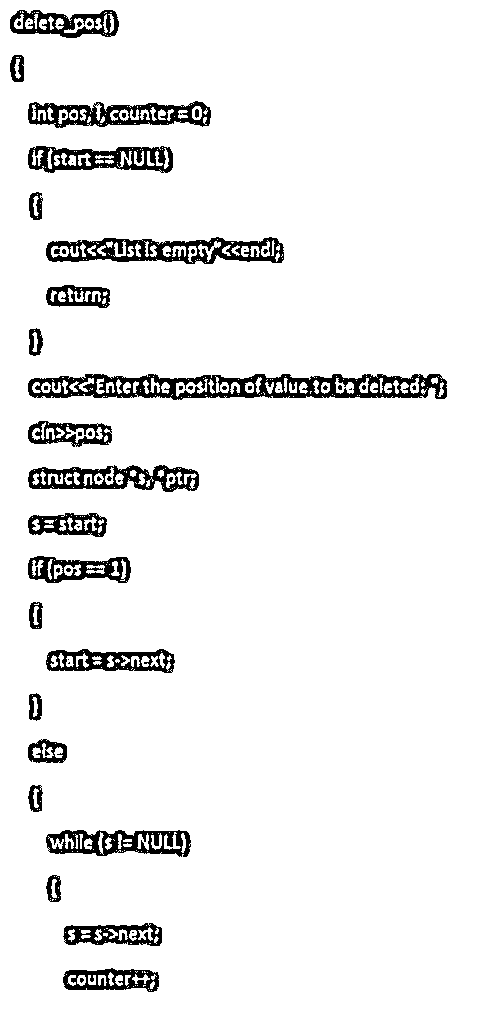 delete_pos()
{
int pos, i, counter = 0;
if (start == NULL)
{
cout<<"List is empty"<<endl;
return;
}
cout<<"Enter the position of value to be deleted: ";
cin>>pos;
struct node *s, *ptr;
s = start;
if (pos == 1)
{
start = s->next;
}
else
{
while (s != NULL)
{
s = s->next;
counter++;